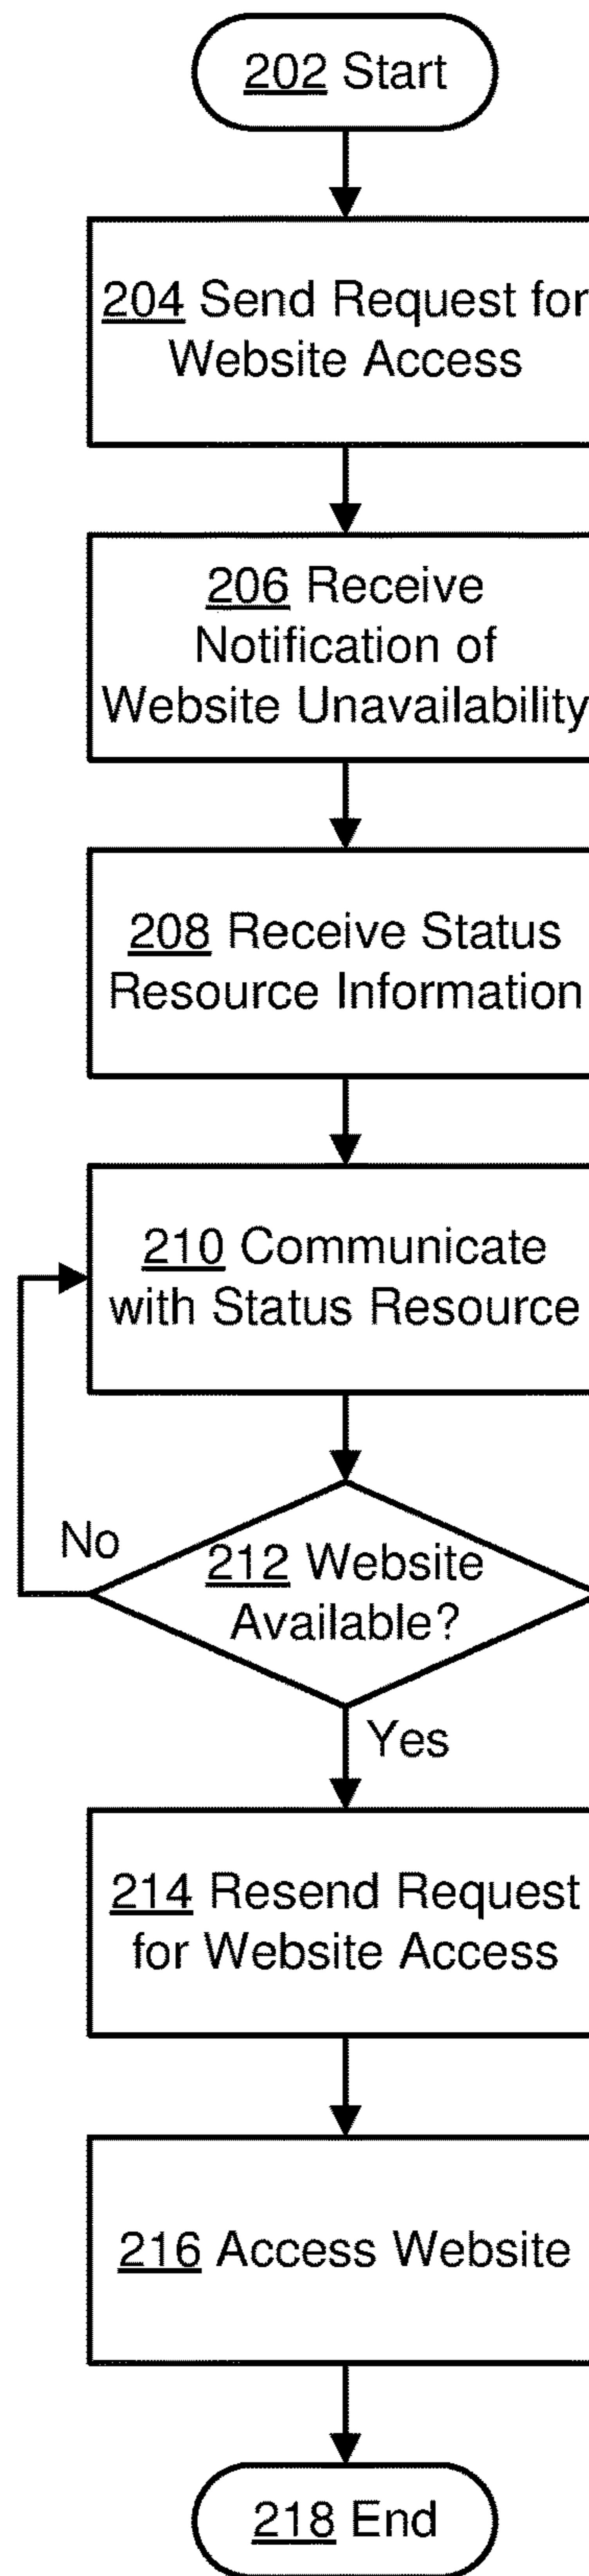 202 Start
204 Send Request for
Website Access
206 Receive
Notification of
Website Unavailability
208 Receive Status
Resource Information
210 Communicate
with Status Resource
No
212 Website
Available?
Yes
214 Resend Request
for Website Access
216 Access Website
218 End